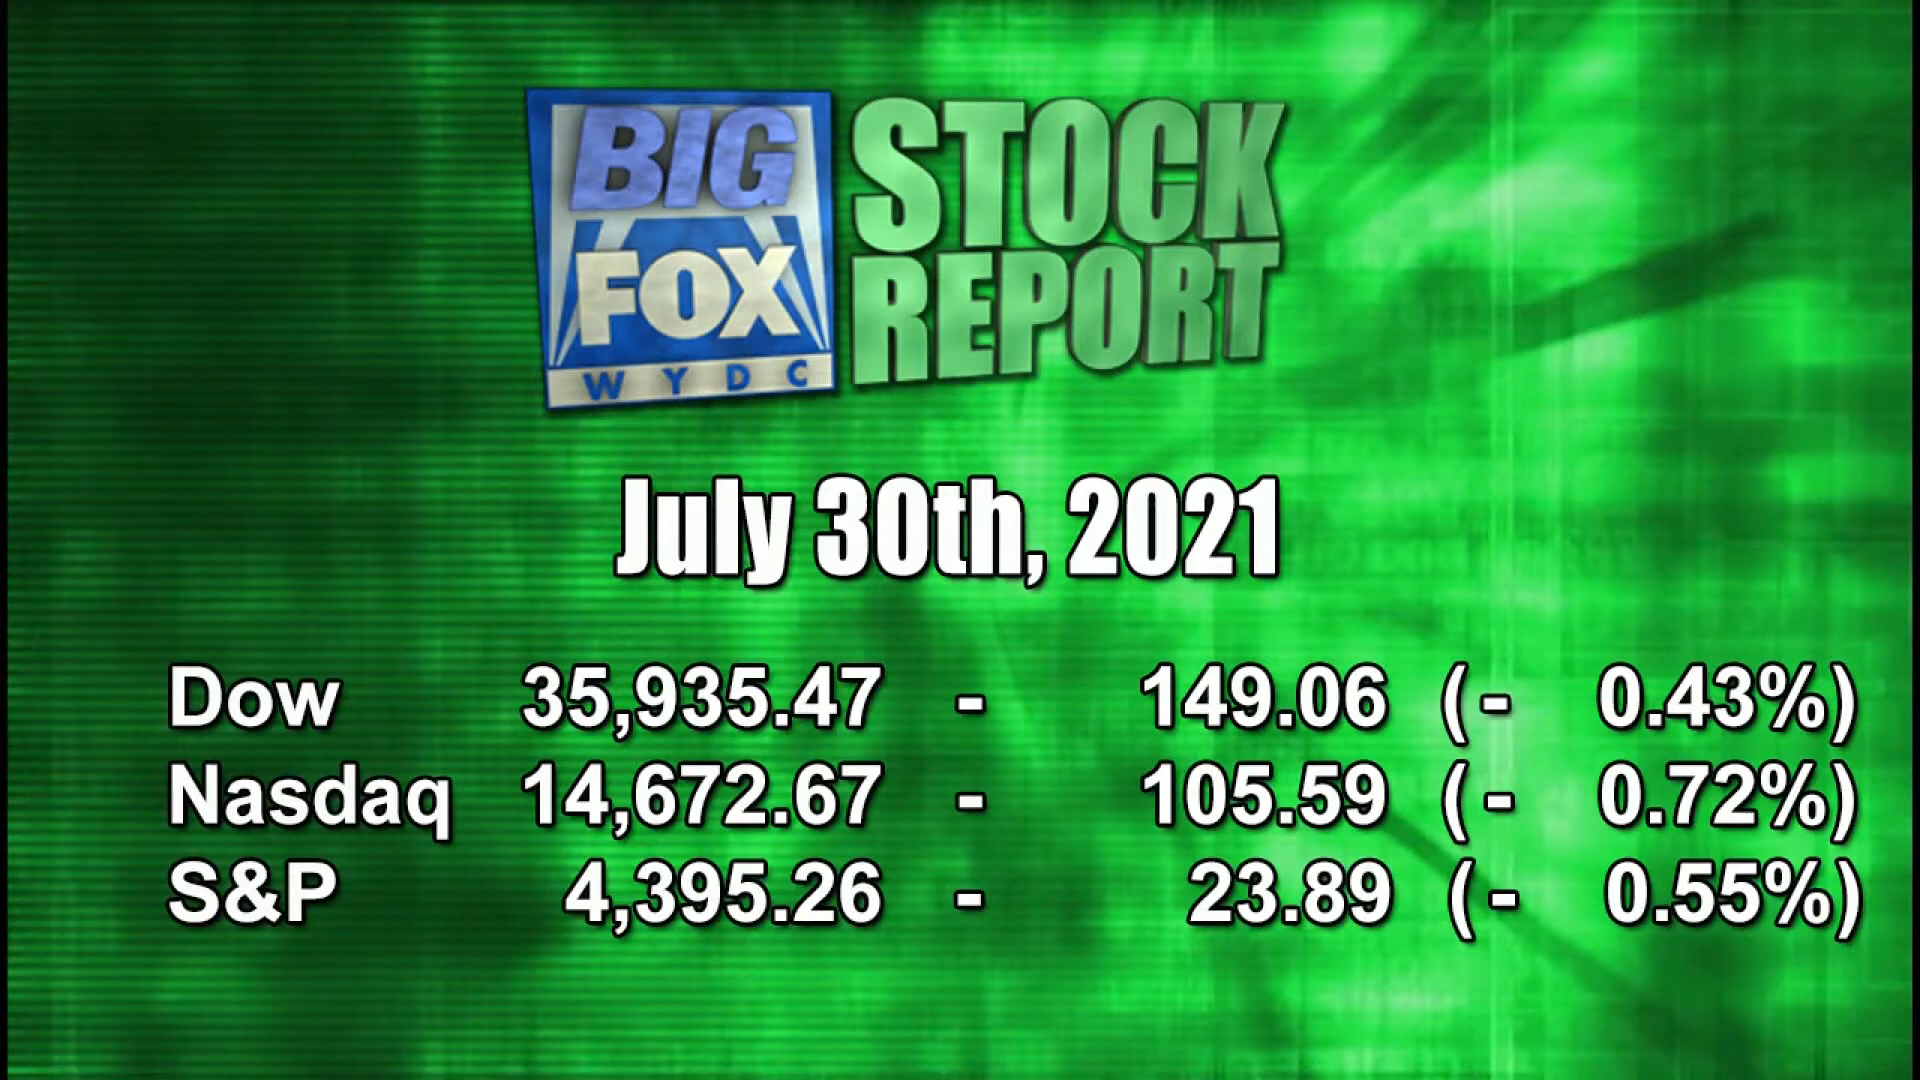 BIG
FOX
WYDC
STOCK
REPORT
July 30th, 2021
Dow 35,935.47 - 149.06 (- 0.43%)
Nasdaq 14,672.67 - 105.59 (- 0.72%)
S&P 4,395.26 - 23.89 (- 0.55%)